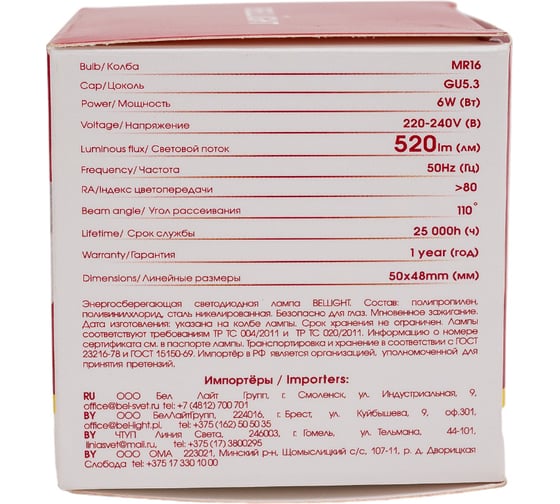 Bulb/ Колба MR16
Cap/ Цоколь GU5.3
Power/ Мощность 6W (Вт)
Voltage/ Напряжение 220-240V (В)
Luminous flux/ Световой поток 520lm (лм)
Frequency/ Частота 50Hz (Гц)
RA/Индекс цветопередачи >80
Beam angle/ Угол рассеивания 110°
Lifetime/ Срок службы 25 000h (ч)
Warranty/Гарантия 1 year (год)
Dimensions/ Линейные размеры 50x48mm (мм)
Энергосберегающая светодиодная лампа BELLIGHT. Состав: полипропилен,
поливинилхлорид, сталь никелированная. Безопасно для глаз. Мгновенное зажигание.
Дата изготовления: указана на колбе лампы. Срок хранения не ограничен. Лампы
соответствуют требованиям ТР ТС 004/2011 и ТР ТС 020/2011. Информацию о номере
сертификата см. в паспорте лампы. Транспортировка и хранение в соответствии с ГОСТ
23216-78 и ГОСТ 15150-69. Импортёр в РФ является организацией, уполномоченной для
принятия претензий.
Импортёры / Importers:
RU ООО Бел Лайт Групп, г. Смоленск, ул. Индустриальная, 9,
office@bel-svet.ru tel:+7 (4812) 700 701
BY ООО БелЛайтГрупп, 224016, г. Брест, ул. Куйбышева, 9, оф.301,
office@bel-light.pl, tel:+375 (162) 50 50 35
BY ЧТУП Линия Света, 246003, г. Гомель, ул. Тельмана, 44-101,
liniasvet@mail.ru, tel:+375 (17) 3800295
BY ООО ОМА 223021, Минский р-н, Щомыслицкий с/с, 107-11, р. д. Дворицкая
Слобода tel:+375 17 330 10 00